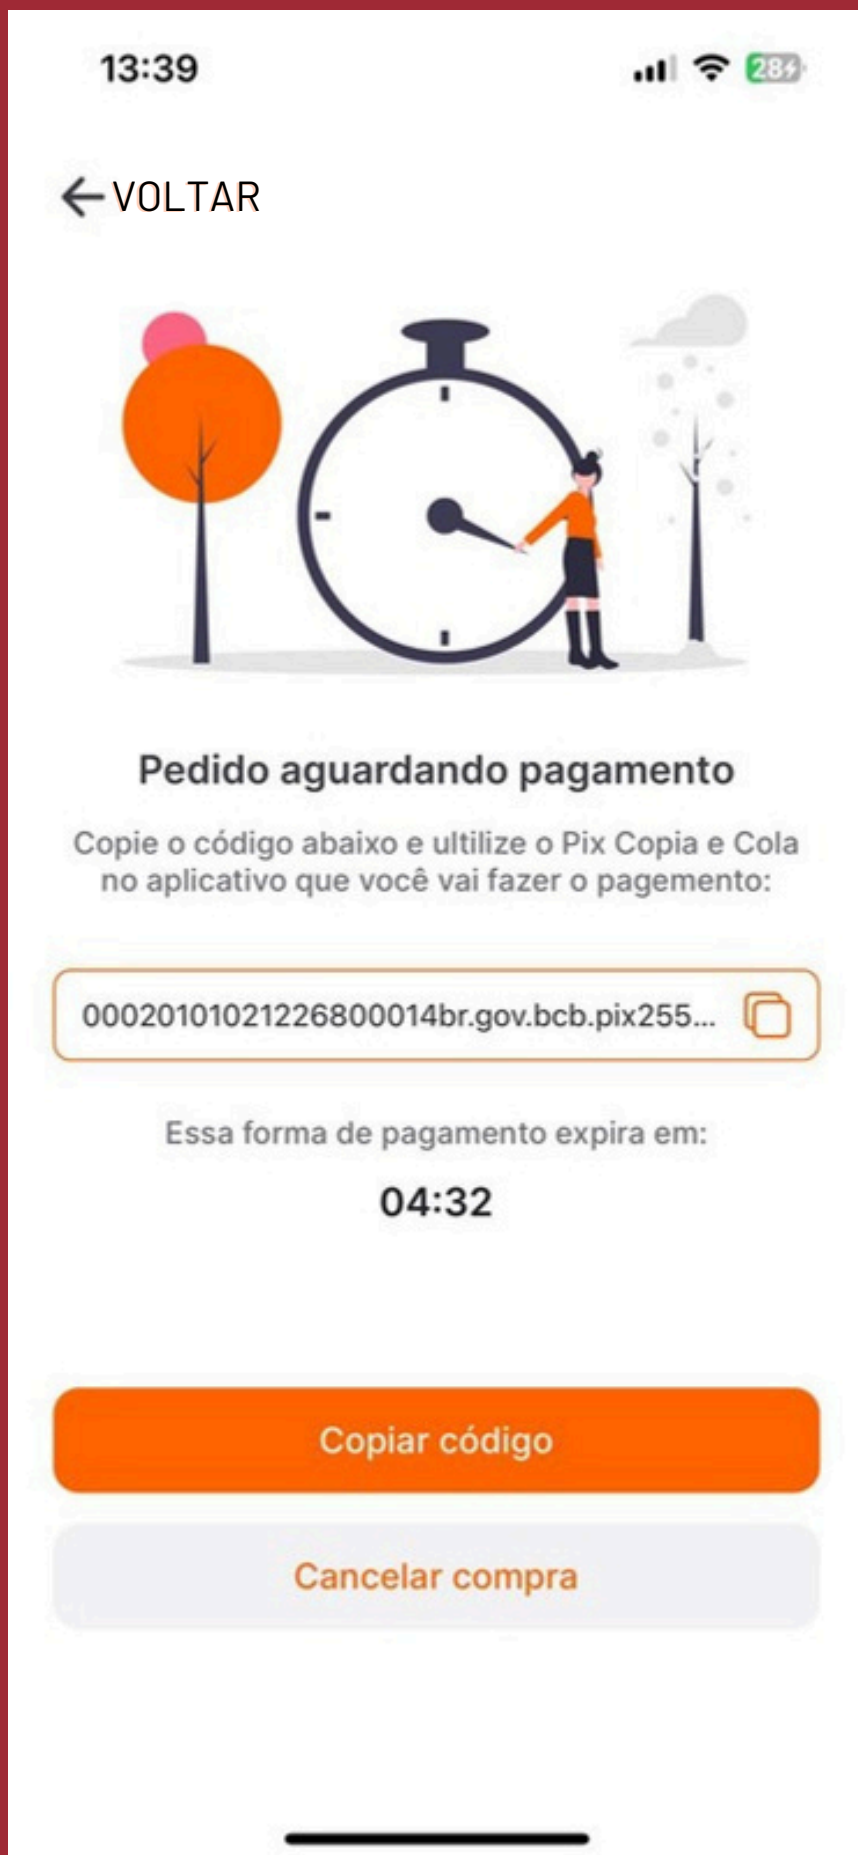 13:39
28
VOLTAR
Pedido aguardando pagamento
Copie o código abaixo e ultilize o Pix Copia e Cola
no aplicativo que você vai fazer o pagemento:
00020101021226800014br.gov.bcb.pix255...
Essa forma de pagamento expira em:
04:32
Copiar código
Cancelar compra